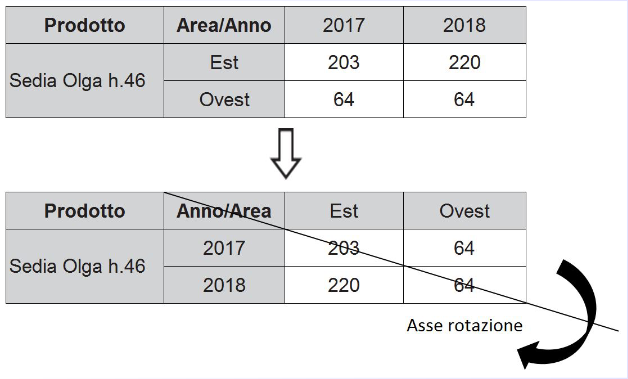 Prodotto Area/Anno 2017 2018
Sedia Olga h.46 Est 203 220
Ovest 64 64
Prodotto Anno/Area Est Ovest
Sedia Olga h.46 2017 203 64
2018 220 64
Asse rotazione